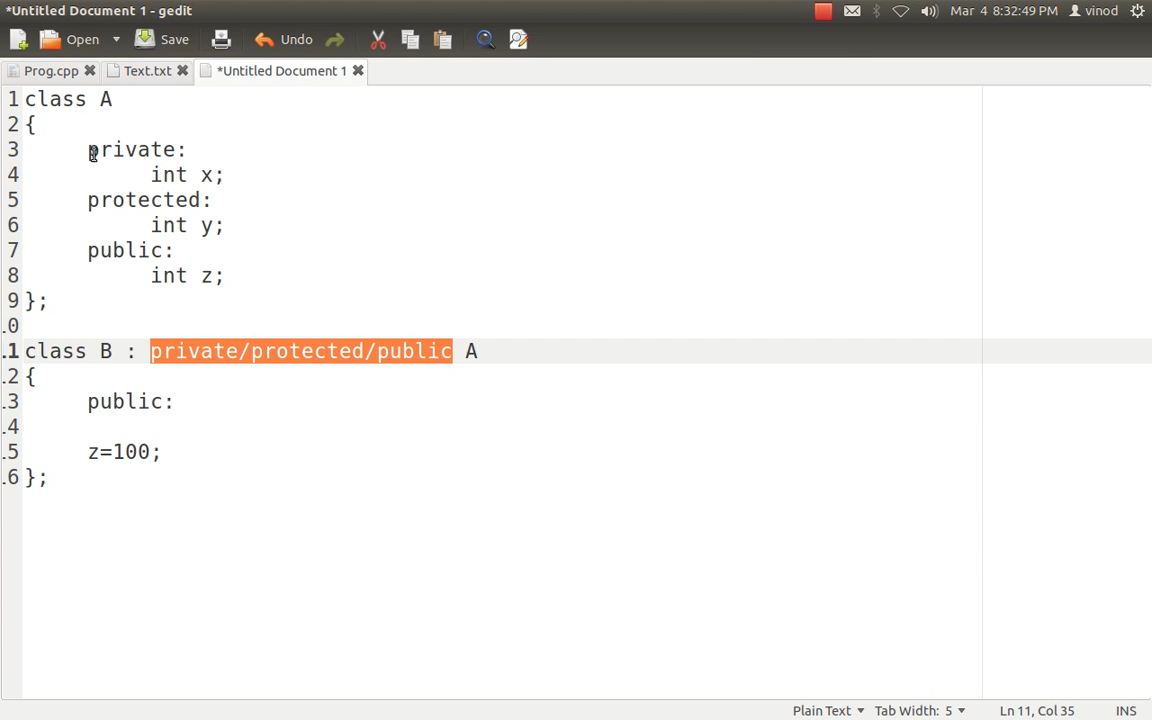 *Untitled Document 1 - gedit
Mar 4 8:32:49 PM vinod
Open Save Undo
Prog.cpp Text.txt *Untitled Document 1
1 class A
2 {
3 private:
4 int x;
5 protected:
6 int y;
7 public:
8 int z;
9 };
.0
.1 class B : private/protected/public A
.2 {
.3 public:
.4
.5 z=100;
.6 };
Plain Text Tab Width: 5 Ln 11, Col 35 INS